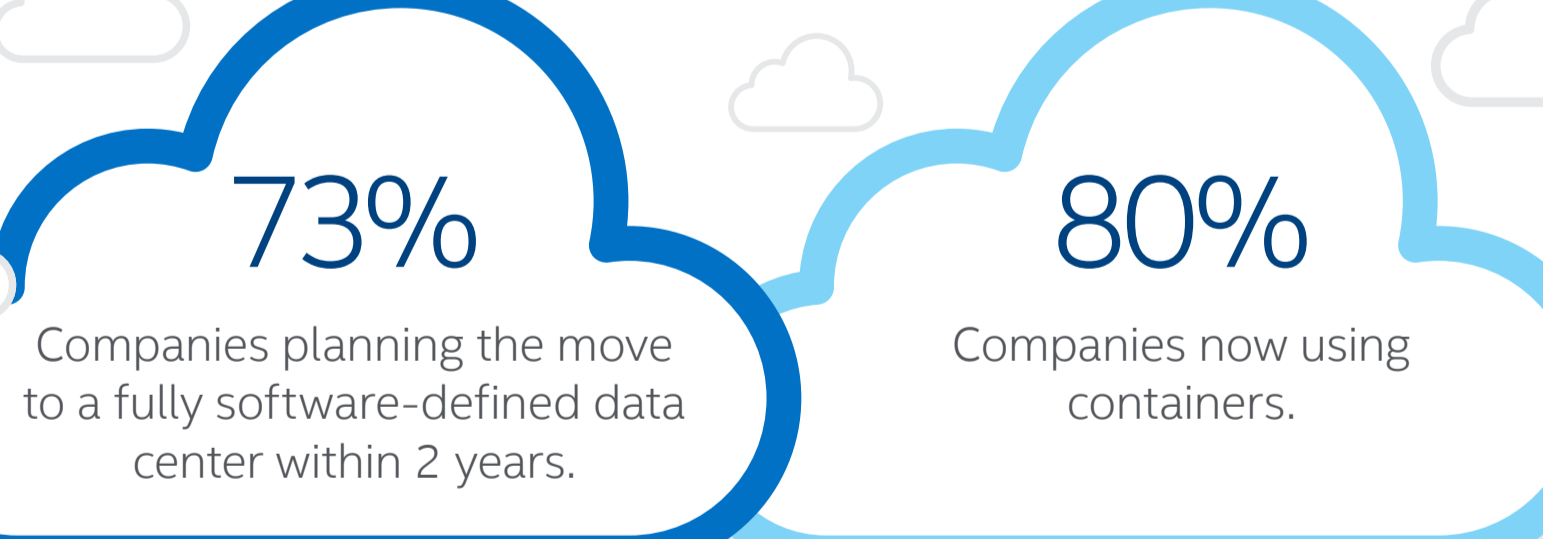 73%
Companies planning the move
to a fully software-defined data
center within 2 years.
80%
Companies now using
containers.